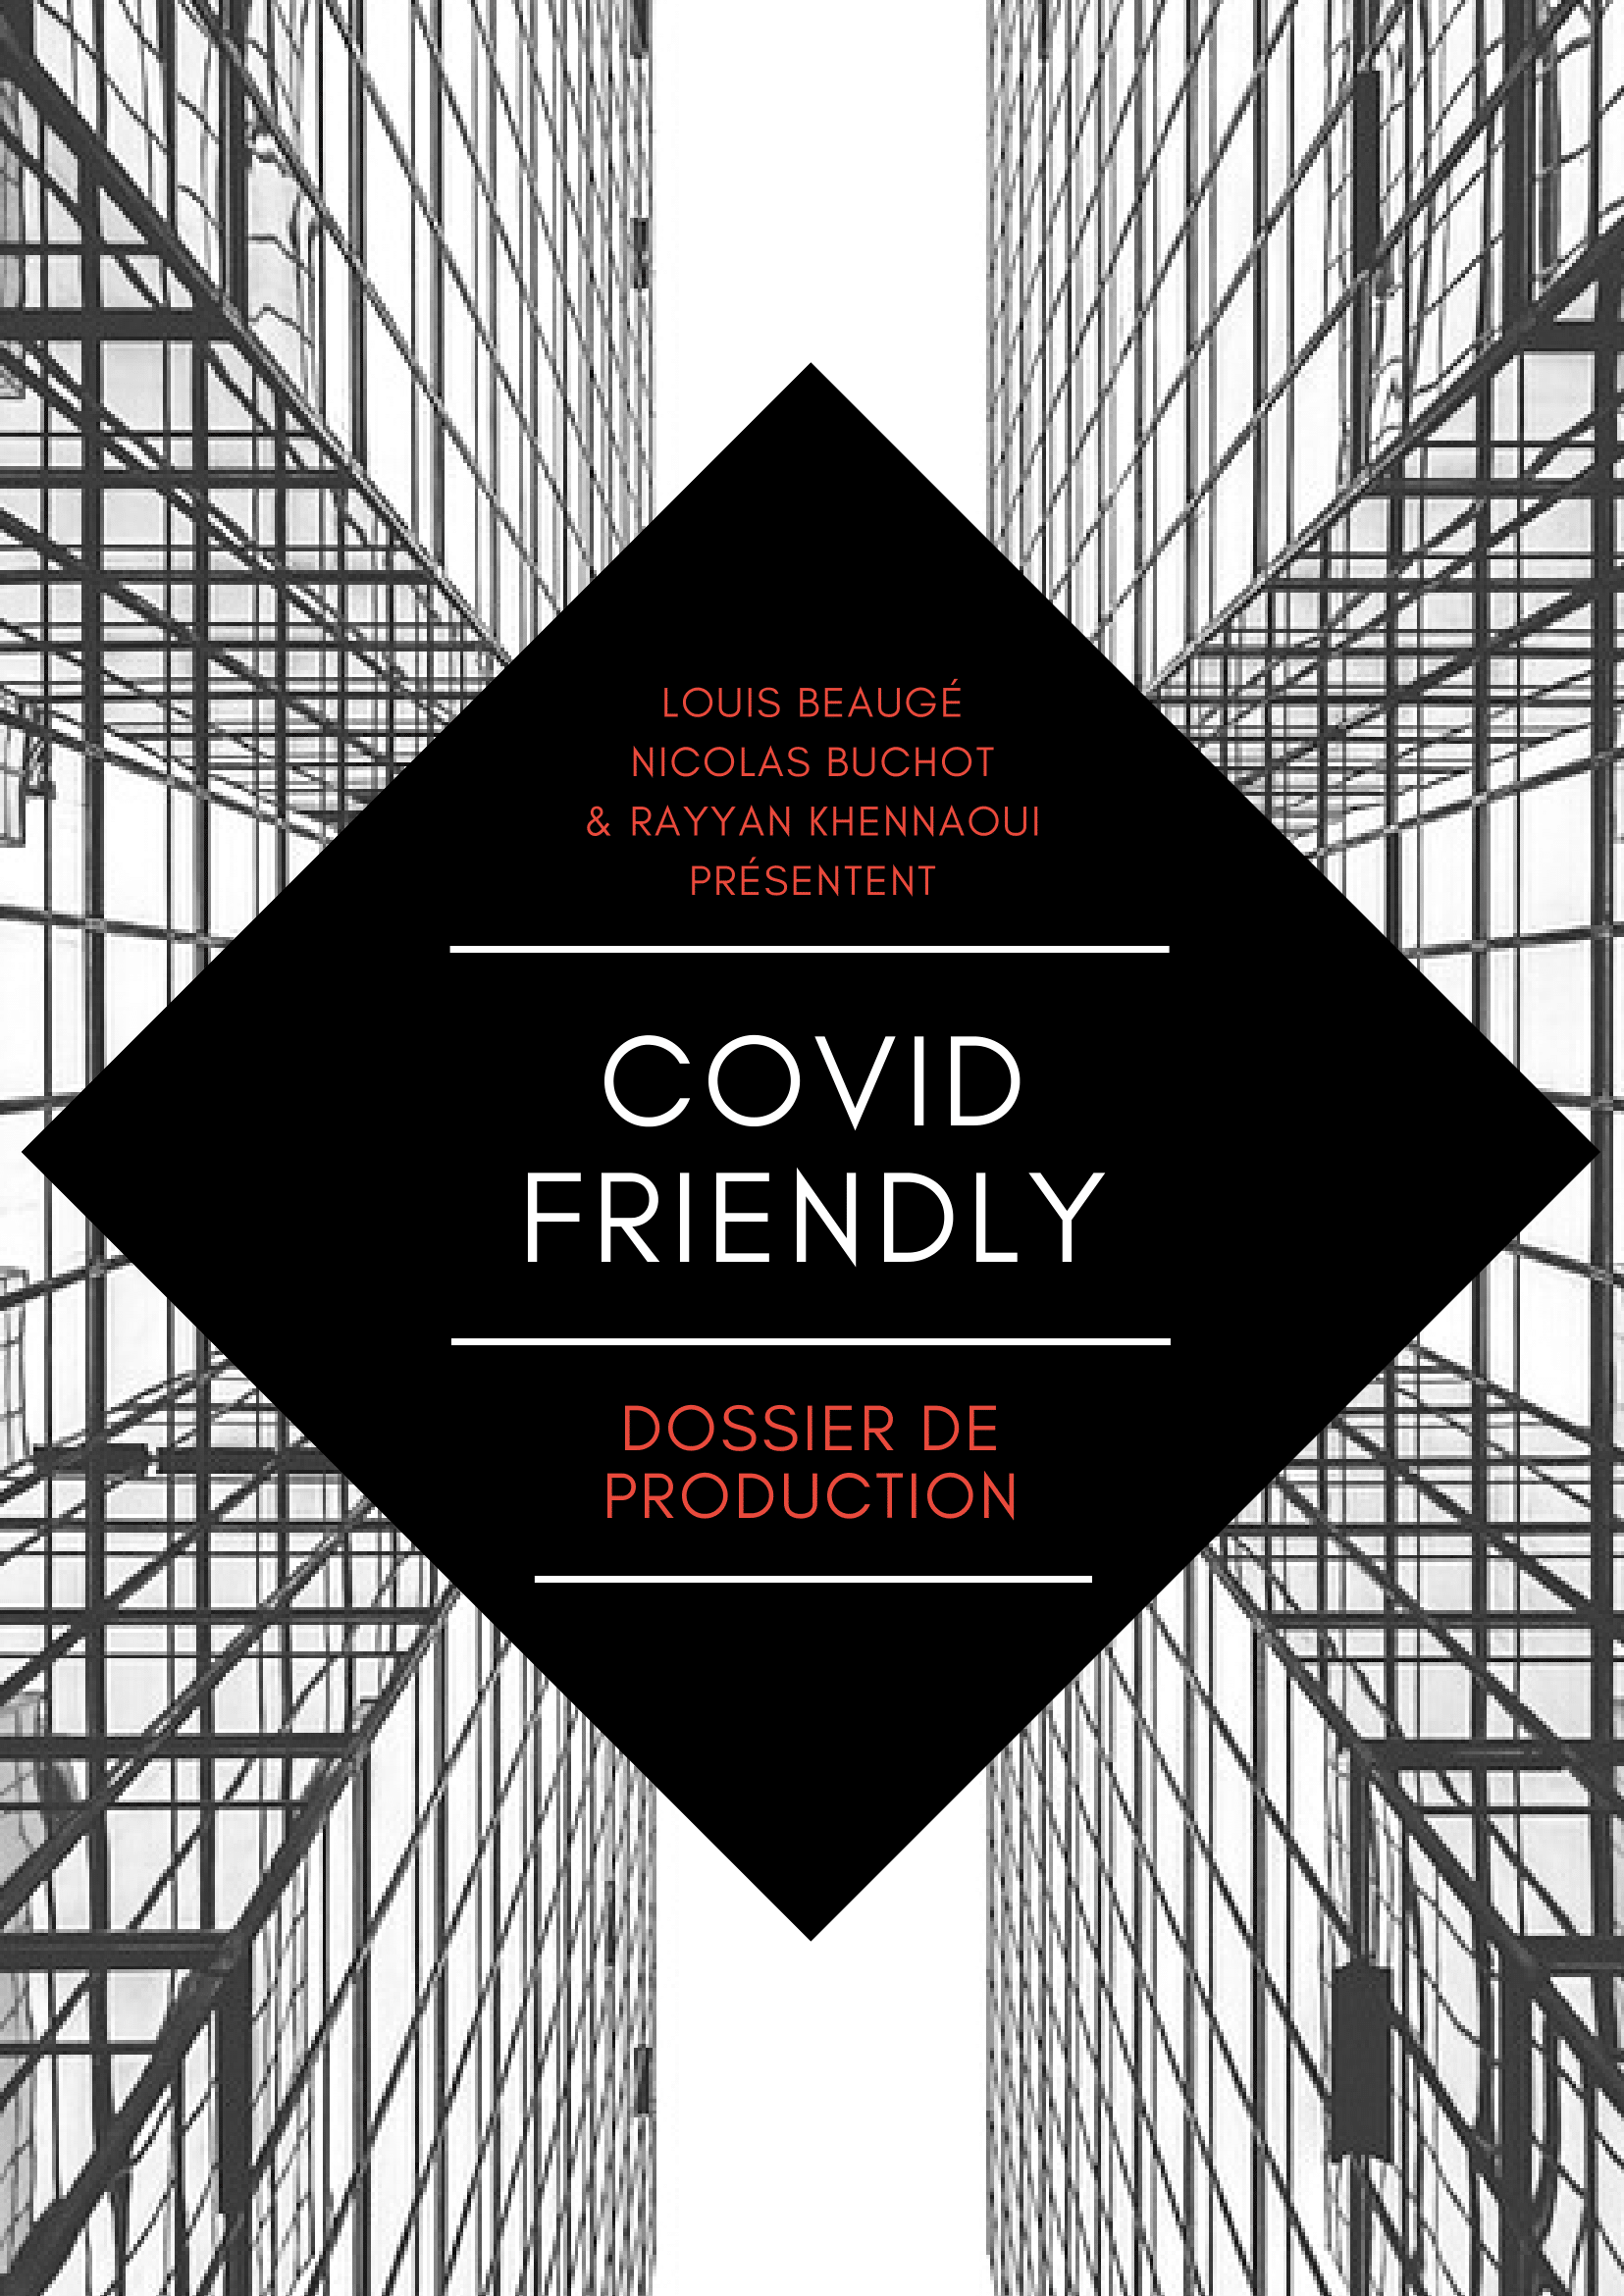 LOUIS BEAUGÉ
NICOLAS BUCHOT
& RAYYAN KHENNAOUI
PRÉSENTENT
COVID
FRIENDLY
DOSSIER DE
PRODUCTION